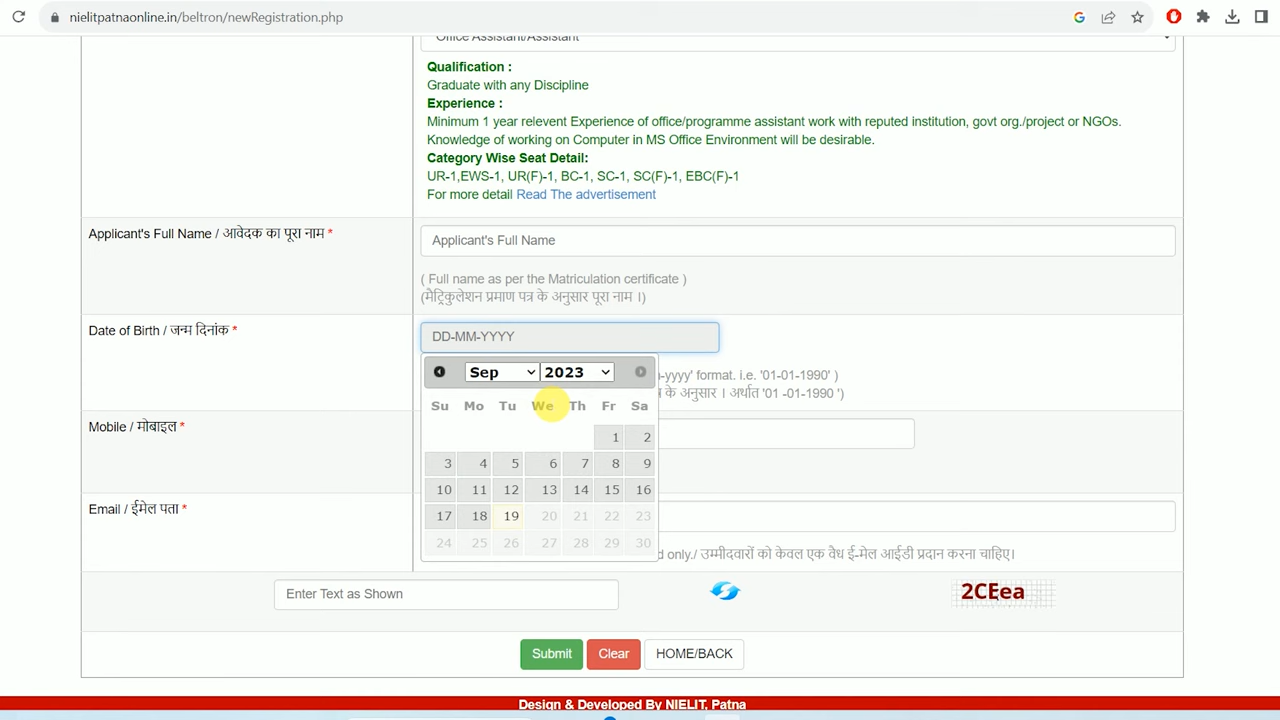 nielitpatnaonline.in/beltron/newRegistration.php
Office Assistant/Assistant
Qualification :
Graduate with any Discipline
Experience :
Minimum 1 year relevent Experience of office/programme assistant work with reputed institution, govt org./project or NGOs.
Knowledge of working on Computer in MS Office Environment will be desirable.
Category Wise Seat Detail:
UR-1,EWS-1, UR(F)-1, BC-1, SC-1, SC(F)-1, EBC(F)-1
For more detail Read The advertisement
Applicant's Full Name / आवेदक का पूरा नाम *
Applicant's Full Name
( Full name as per the Matriculation certificate )
(मैट्रिकुलेशन प्रमाण पत्र के अनुसार पूरा नाम ।)
Date of Birth / जन्म दिनांक *
DD-MM-YYYY
Sep 2023
-yyyy' format. i.e. '01-01-1990' )
के अनुसार । अर्थात '01 -01-1990 ')
Su Mo Tu We Th Fr Sa
Mobile / मोबाइल *
1 2
3 4 5 6 7 8 9
10 11 12 13 14 15 16
17 18 19 20 21 22 23
24 25 26 27 28 29 30
Email / ईमेल पता *
d only./ उम्मीदवारों को केवल एक वैध ई-मेल आईडी प्रदान करना चाहिए।
Enter Text as Shown
2CEea
Submit Clear HOME/BACK
Design & Developed By NIELIT, Patna